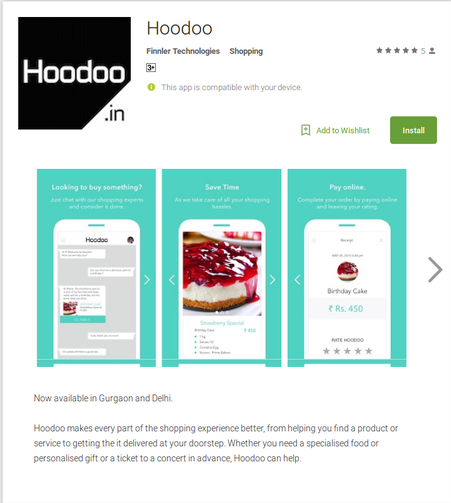 Hoodoo
.in
Hoodoo
Finnler Technologies Shopping
5
3+
This app is compatible with your device.
Add to Wishlist
Install
Looking to buy something?
Just chat with our shopping experts
and consider it done.
Hoodoo
Save Time
As we take care of all your shopping
hassles.
Strawberry Special
Birthday Cake ₹ 450
Pay online.
Complete your order by paying online
and leaving your rating.
Receipt
Birthday Cake
₹ Rs. 450
RATE HOODOO
Now available in Gurgaon and Delhi.
Hoodoo makes every part of the shopping experience better, from helping you find a product or
service to getting the it delivered at your doorstep. Whether you need a specialised food or
personalised gift or a ticket to a concert in advance, Hoodoo can help.